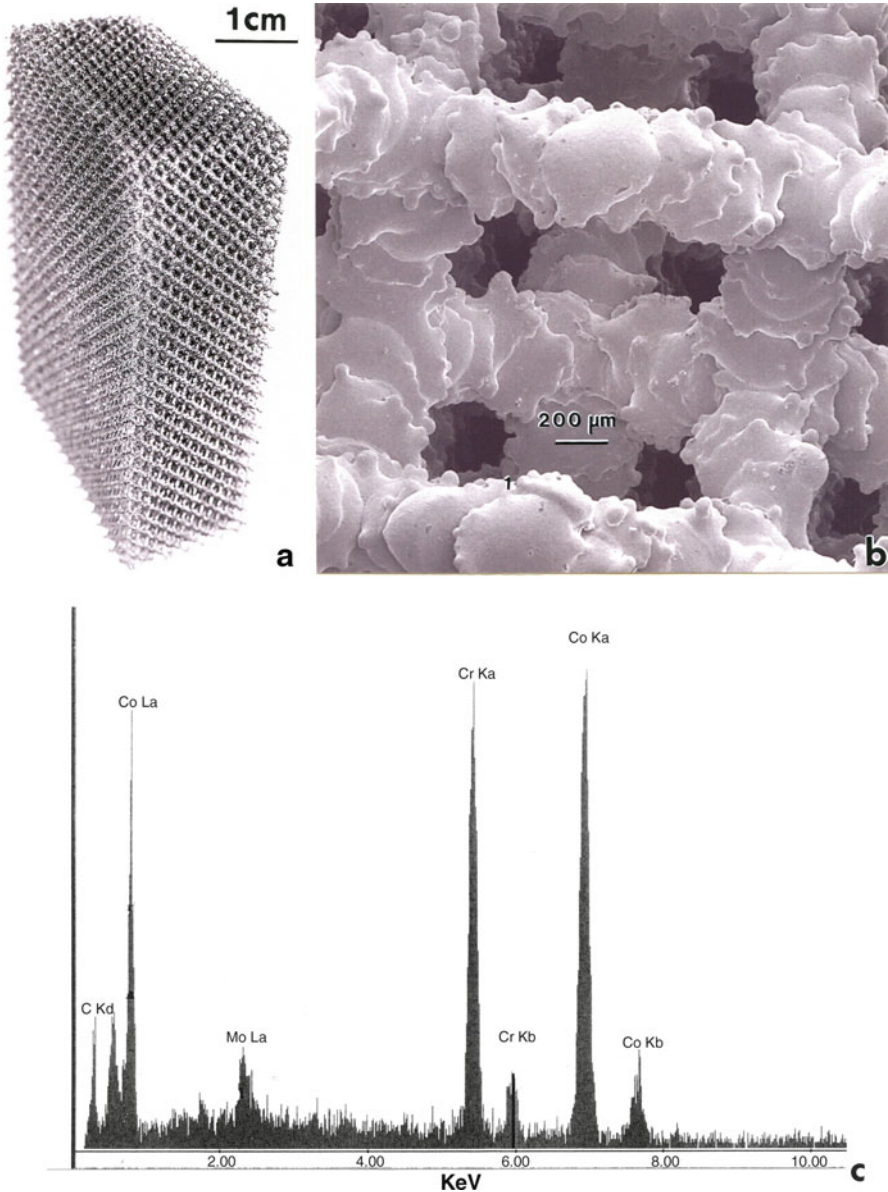 1cm
a
200 µm
1
b
Co Ka
Cr Ka
Co La
C Kd
Mo La
Cr Kb
Co Kb
2.00 4.00 6.00 8.00 10.00
KeV
c